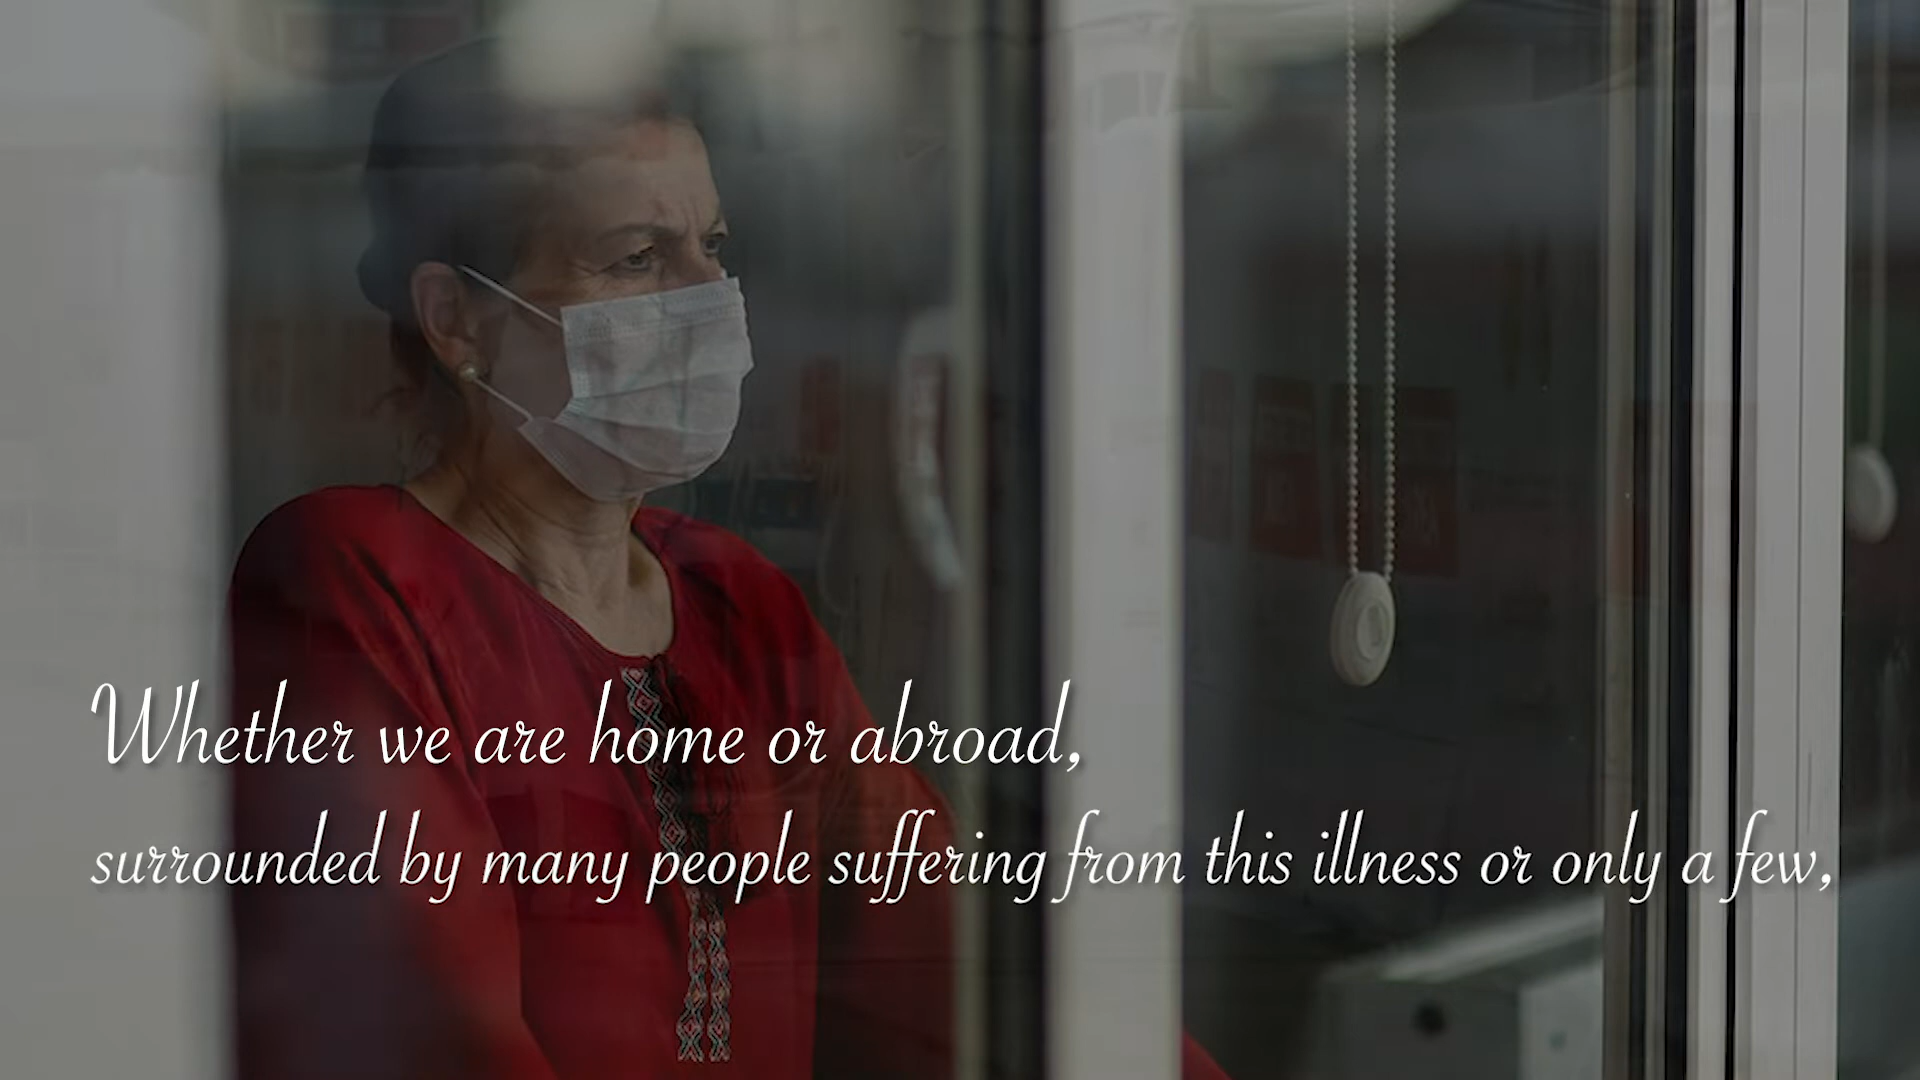 Whether we are home or abroad,
surrounded by many people suffering from this illness or only a few,